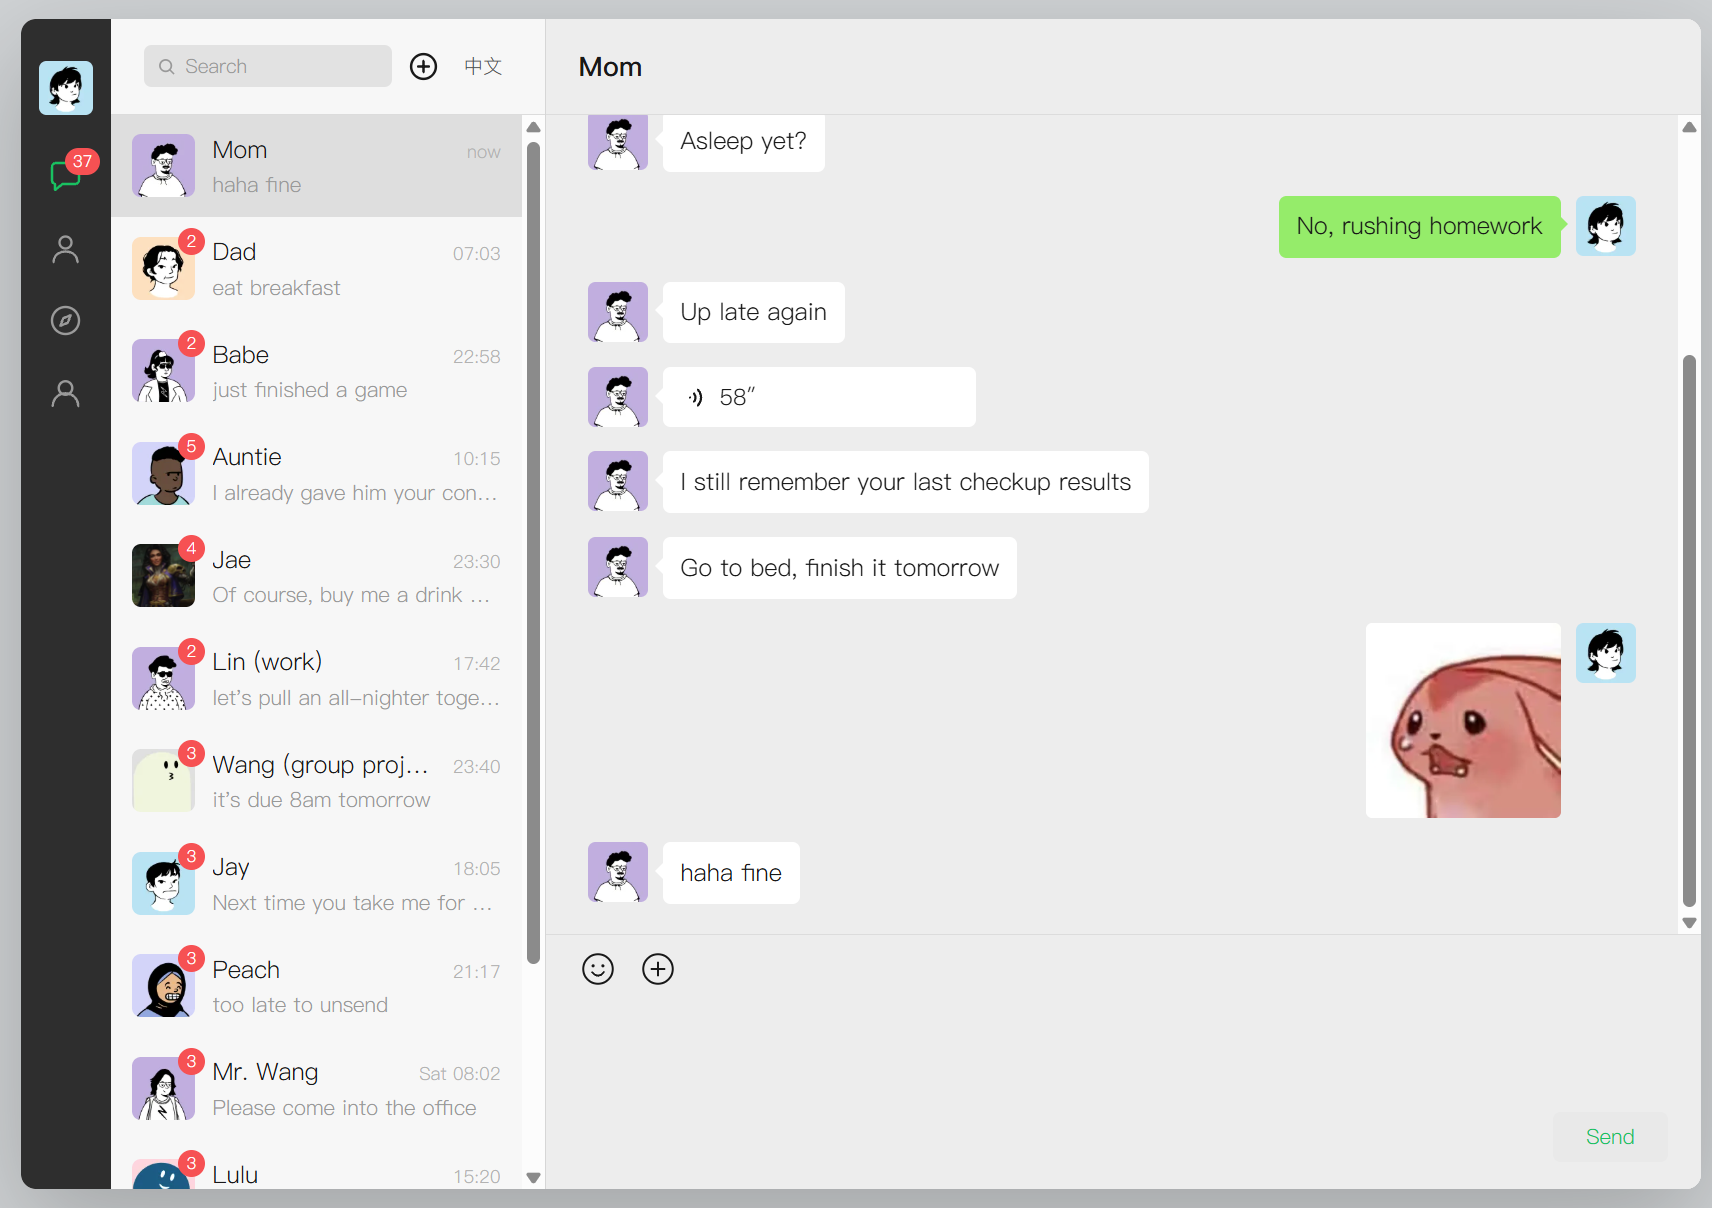 Search
中文
37
Mom
now
haha fine
2
Dad
07:03
eat breakfast
2
Babe
22:58
just finished a game
5
Auntie
10:15
I already gave him your con...
4
Jae
23:30
Of course, buy me a drink ...
2
Lin (work)
17:42
let's pull an all-nighter toge...
3
Wang (group proj...
23:40
it's due 8am tomorrow
3
Jay
18:05
Next time you take me for ...
3
Peach
21:17
too late to unsend
3
Mr. Wang
Sat 08:02
Please come into the office
3
Lulu
15:20
Mom
Asleep yet?
No, rushing homework
Up late again
58"
I still remember your last checkup results
Go to bed, finish it tomorrow
haha fine
Send